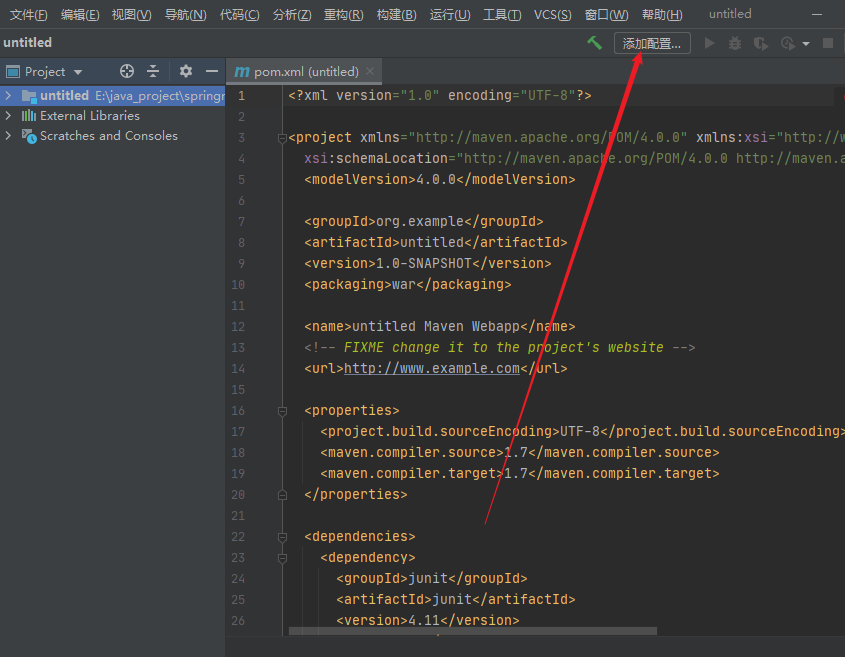 文件(F) 编辑(E) 视图(V) 导航(N) 代码(C) 分析(Z) 重构(R) 构建(B) 运行(U) 工具(T) VCS(S) 窗口(W) 帮助(H) untitled
untitled 添加配置...
Project m pom.xml (untitled)
untitled E:\java_project\springr
External Libraries
Scratches and Consoles
1 <?xml version="1.0" encoding="UTF-8"?>
2
3 <project xmlns="http://maven.apache.org/POM/4.0.0" xmlns:xsi="http://w
4 xsi:schemaLocation="http://maven.apache.org/POM/4.0.0 http://maven.a
5 <modelVersion>4.0.0</modelVersion>
6
7 <groupId>org.example</groupId>
8 <artifactId>untitled</artifactId>
9 <version>1.0-SNAPSHOT</version>
10 <packaging>war</packaging>
11
12 <name>untitled Maven Webapp</name>
13 <!-- FIXME change it to the project's website -->
14 <url>http://www.example.com</url>
15
16 <properties>
17 <project.build.sourceEncoding>UTF-8</project.build.sourceEncoding>
18 <maven.compiler.source>1.7</maven.compiler.source>
19 <maven.compiler.target>1.7</maven.compiler.target>
20 </properties>
21
22 <dependencies>
23 <dependency>
24 <groupId>junit</groupId>
25 <artifactId>junit</artifactId>
26 <version>4.11</version>